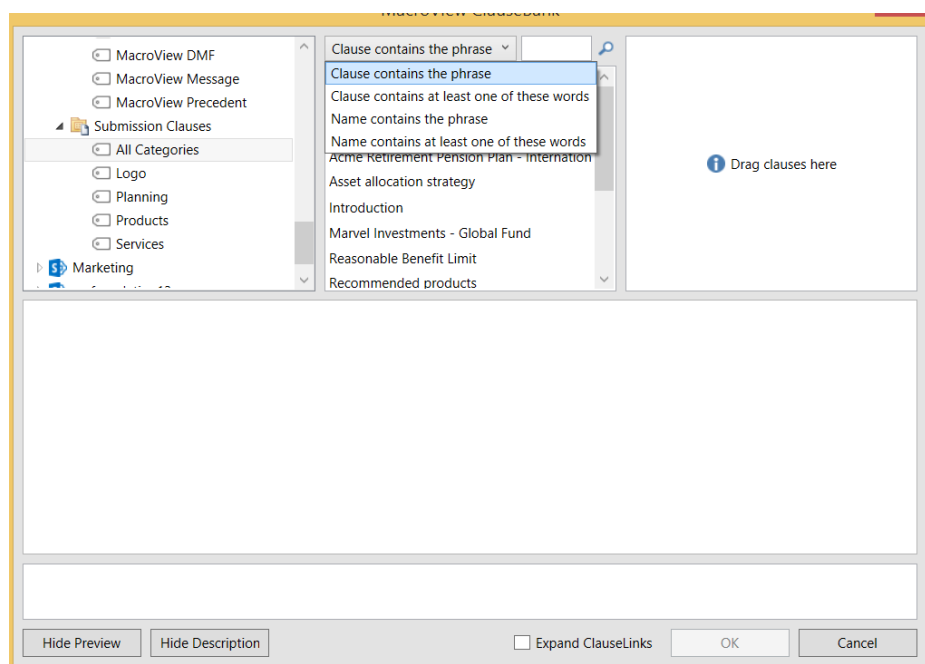 MacroView ClauseBank
MacroView DMF
MacroView Message
MacroView Precedent
Submission Clauses
All Categories
Logo
Planning
Products
Services
Marketing
Clause contains the phrase
Clause contains the phrase
Clause contains at least one of these words
Name contains the phrase
Name contains at least one of these words
Acme Retirement Pension Plan - Internation
Asset allocation strategy
Introduction
Marvel Investments - Global Fund
Reasonable Benefit Limit
Recommended products
Drag clauses here
Hide Preview
Hide Description
Expand ClauseLinks
OK
Cancel